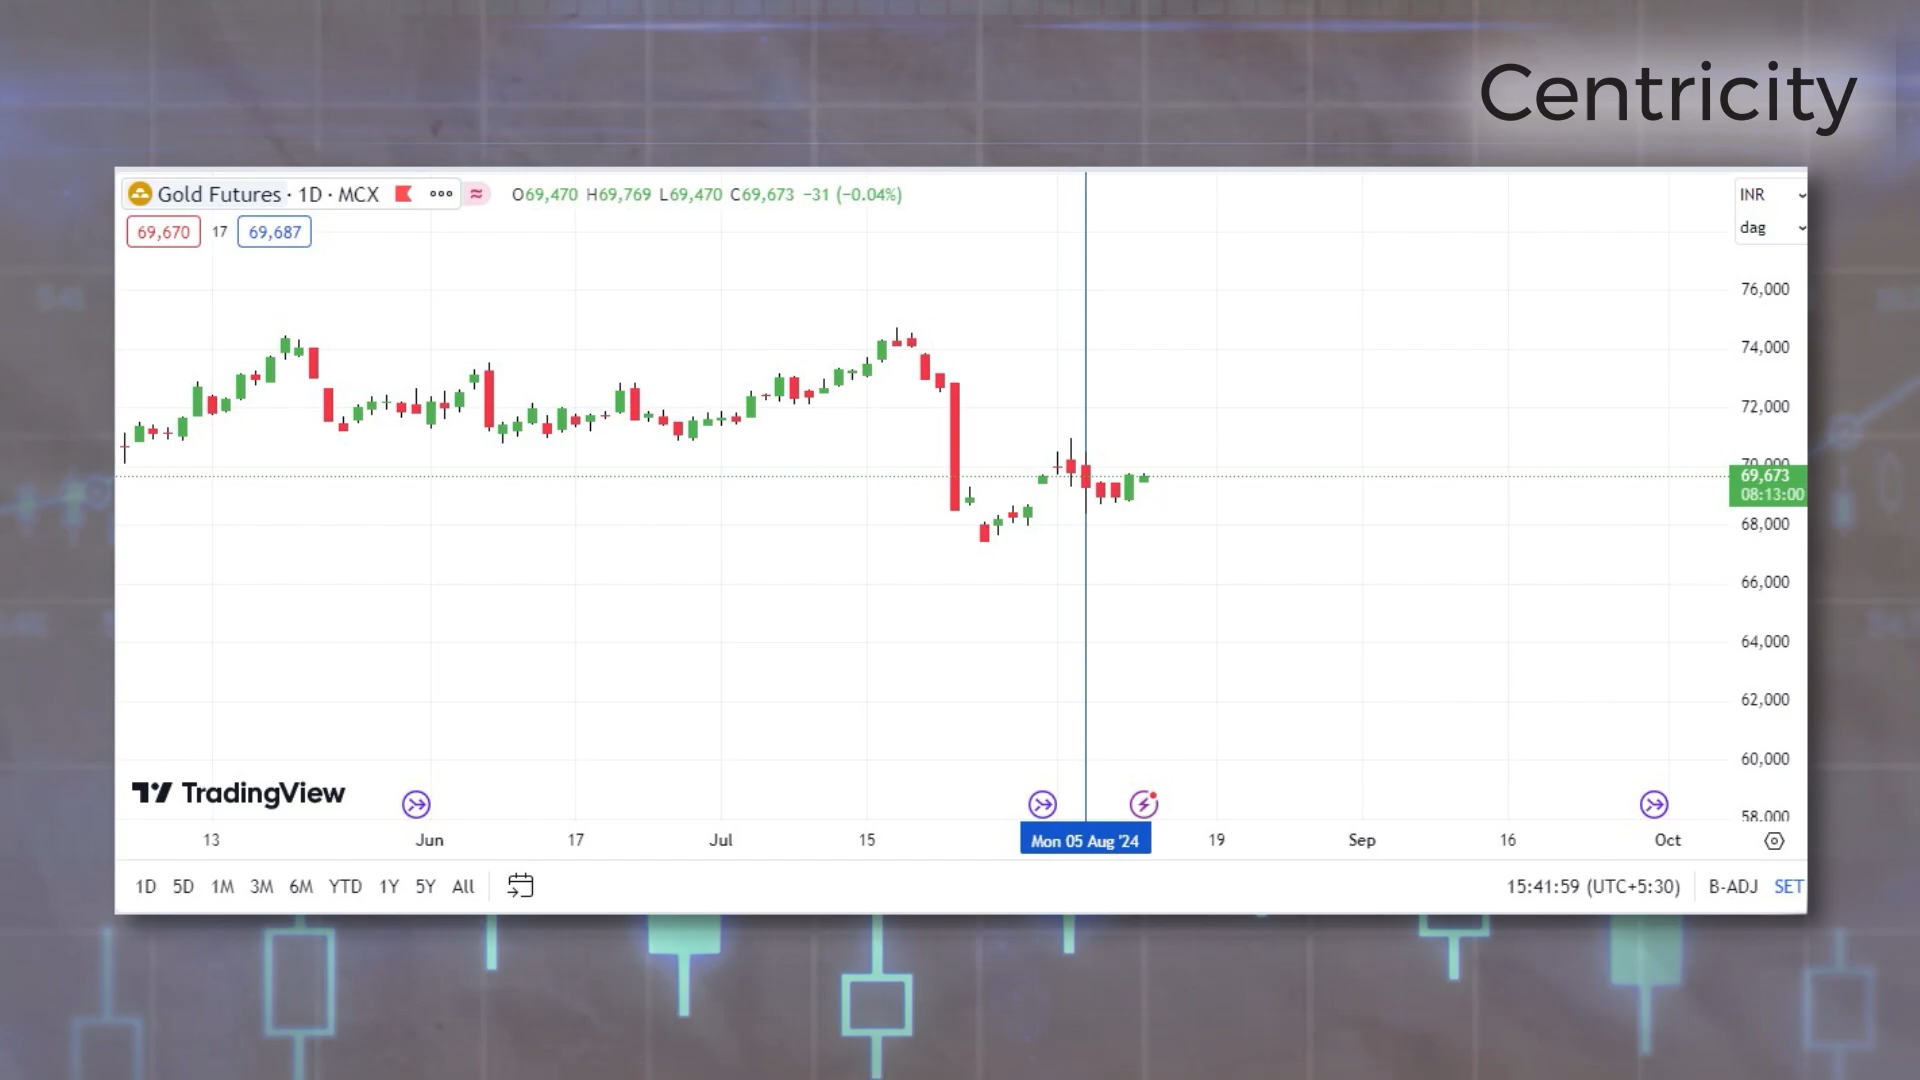 Centricity
Gold Futures · 1D · MCX
O69,470 H69,769 L69,470 C69,673 −31 (−0.04%)
INR
69,670 17 69,687
dag
76,000
74,000
72,000
70,000
69,673
08:13:00
68,000
66,000
64,000
62,000
60,000
58,000
TradingView
13 Jun 17 Jul 15 Mon 05 Aug '24 19 Sep 16 Oct
1D 5D 1M 3M 6M YTD 1Y 5Y All
15:41:59 (UTC+5:30) B-ADJ SET